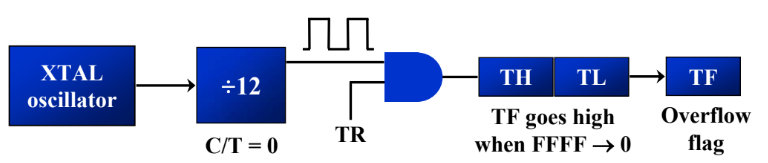 XTAL
oscillator
÷12
C/T = 0
TR
TH
TL
TF goes high
when FFFF → 0
TF
Overflow
flag